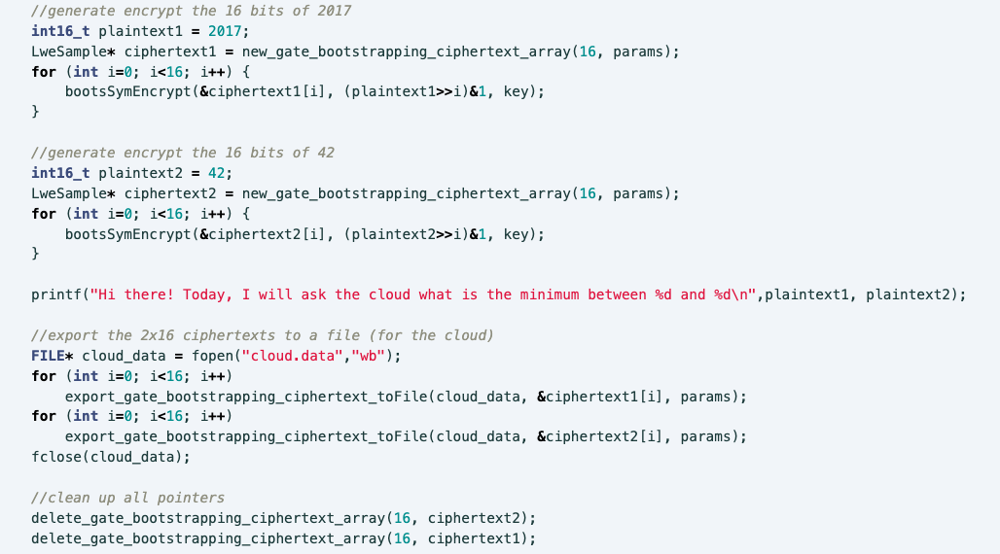 //generate encrypt the 16 bits of 2017
int16_t plaintext1 = 2017;
LweSample* ciphertext1 = new_gate_bootstrapping_ciphertext_array(16, params);
for (int i=0; i<16; i++) {
    bootsSymEncrypt(&ciphertext1[i], (plaintext1>>i)&1, key);
}

//generate encrypt the 16 bits of 42
int16_t plaintext2 = 42;
LweSample* ciphertext2 = new_gate_bootstrapping_ciphertext_array(16, params);
for (int i=0; i<16; i++) {
    bootsSymEncrypt(&ciphertext2[i], (plaintext2>>i)&1, key);
}

printf("Hi there! Today, I will ask the cloud what is the minimum between %d and %d\n",plaintext1, plaintext2);

//export the 2x16 ciphertexts to a file (for the cloud)
FILE* cloud_data = fopen("cloud.data","wb");
for (int i=0; i<16; i++)
    export_gate_bootstrapping_ciphertext_toFile(cloud_data, &ciphertext1[i], params);
for (int i=0; i<16; i++)
    export_gate_bootstrapping_ciphertext_toFile(cloud_data, &ciphertext2[i], params);
fclose(cloud_data);

//clean up all pointers
delete_gate_bootstrapping_ciphertext_array(16, ciphertext2);
delete_gate_bootstrapping_ciphertext_array(16, ciphertext1);